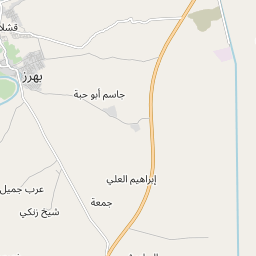 قشلا
بهرز
جاسم أبو حبة
إبراهيم العلي
عرب جميل
جمعة
شيخ زنكي